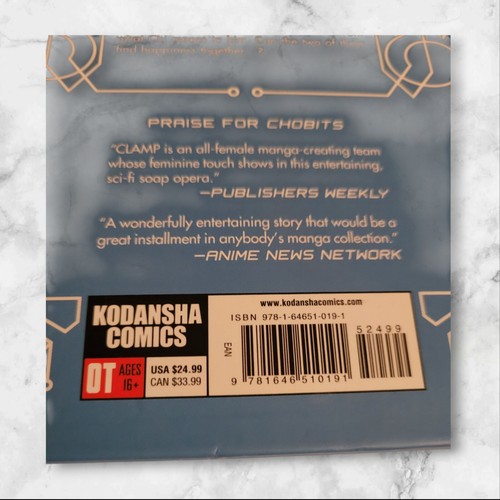 find happiness together
PRAISE FOR CHOBITS
"CLAMP is an all-female manga-creating team
whose feminine touch shows in this entertaining,
sci-fi soap opera."
—PUBLISHERS WEEKLY
"A wonderfully entertaining story that would be a
great installment in anybody's manga collection."
—ANIME NEWS NETWORK
KODANSHA
COMICS
OT AGES
16+
USA $24.99
CAN $33.99
www.kodanshacomics.com
ISBN 978-1-64651-019-1
52499
EAN
9 781646 510191